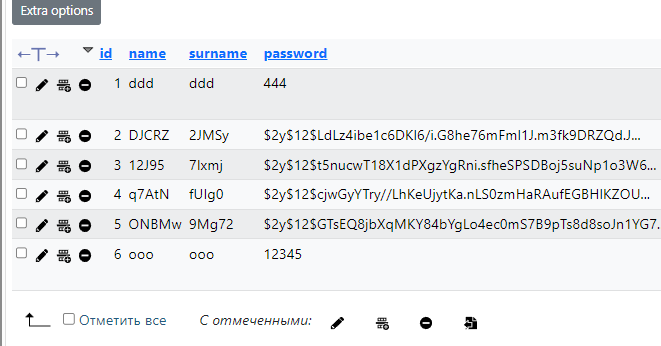 Extra options
←T→ id name surname password
1 ddd ddd 444
2 DJCRZ 2JMSy $2y$12$LdLz4ibe1c6DKI6/i.G8he76mFmI1J.m3fk9DRZQd.J...
3 12J95 7Ixmj $2y$12$t5nucwT18X1dPXgzYgRni.sfheSPSDBoj5suNp1o3W6...
4 q7AtN fUIg0 $2y$12$cjwGyYTry//LhKeUjytKa.nLS0zmHaRAufEGBHIKZOU...
5 ONBMw 9Mg72 $2y$12$GTsEQ8jbXqMKY84bYgLo4ec0mS7B9pTs8d8soJn1YG7...
6 ooo ooo 12345
Отметить все С отмеченными: